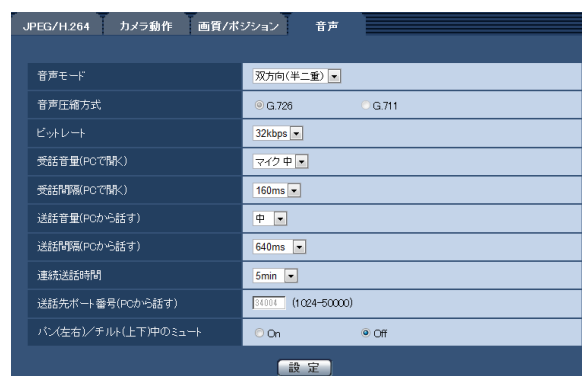 JPEG/H.264 カメラ動作 画質/ポジション 音声
音声モード 双方向(半二重)
音声圧縮方式 G.726 G.711
ビットレート 32kbps
受話音量(PCで聞く) マイク 中
受話間隔(PCで聞く) 160ms
送話音量(PCから話す) 中
送話間隔(PCから話す) 640ms
連続送話時間 5min
送話先ポート番号(PCから話す) 34004 (1024-50000)
パン(左右)/チルト(上下)中のミュート On Off
設 定